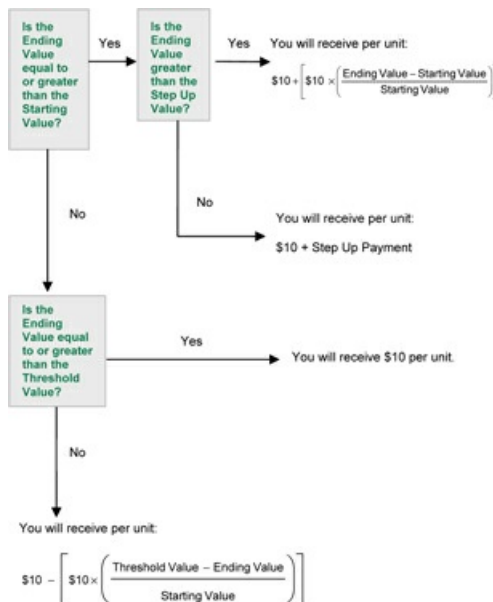 Is the
Ending
Value
equal to
or greater
than the
Starting
Value?
Yes
Is the
Ending
Value
greater
than the
Step Up
Value?
Yes
You will receive per unit:
$10 + [ $10 × ( Ending Value – Starting Value
Starting Value
No
No
You will receive per unit:
$10 + Step Up Payment
Is the
Ending
Value equal
to or greater
than the
Threshold
Value?
Yes
You will receive $10 per unit.
No
You will receive per unit:
$10 – [ $10 × ( Threshold Value – Ending Value ) ]
Starting Value